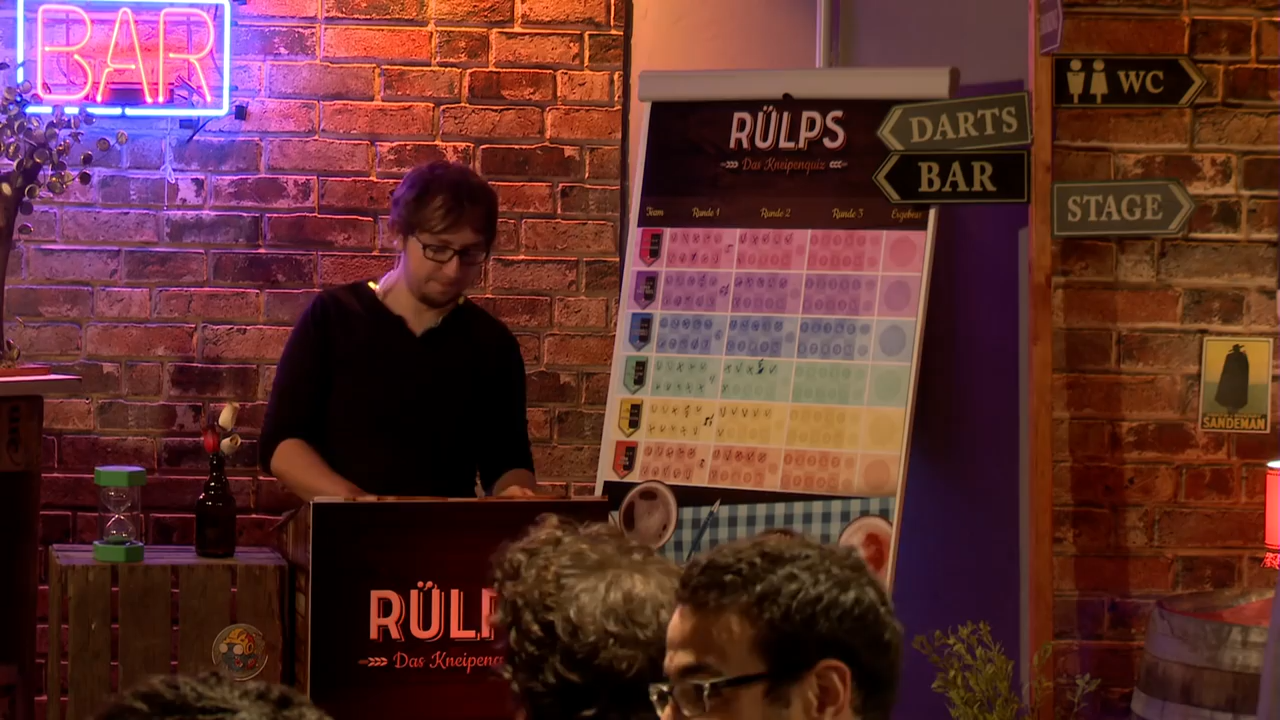 BAR
WC
DARTS
BAR
STAGE
RÜLPS
Das Kneipenquiz
Team Runde 1 Runde 2 Runde 3 Ergebnis
SANDEMAN
RÜLP
Das Kneipenq